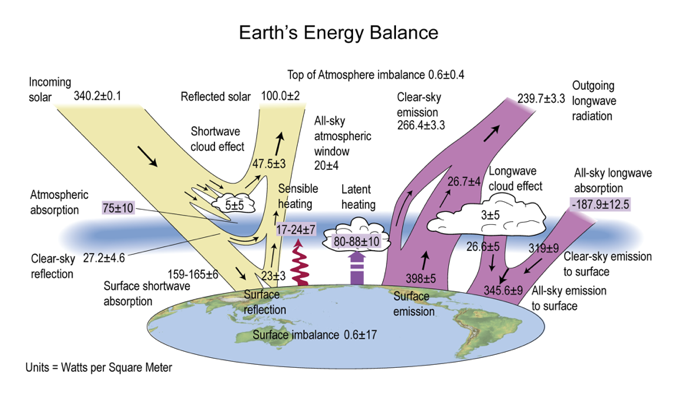 Earth's Energy Balance
Top of Atmosphere imbalance 0.6±0.4
Incoming
solar
340.2±0.1
Reflected solar
100.0±2
Shortwave
cloud effect
47.5±3
All-sky
atmospheric
window
20±4
Clear-sky
emission
266.4±3.3
239.7±3.3
Outgoing
longwave
radiation
Atmospheric
absorption
75±10
5±5
Sensible
heating
17-24±7
Latent
heating
80-88±10
26.7±4
Longwave
cloud effect
3±5
All-sky longwave
absorption
-187.9±12.5
Clear-sky
reflection
27.2±4.6
159-165±6
Surface shortwave
absorption
23±3
Surface
reflection
398±5
Surface
emission
26.6±5
319±9
Clear-sky emission
to surface
345.6±9
All-sky emission
to surface
Surface imbalance 0.6±17
Units = Watts per Square Meter